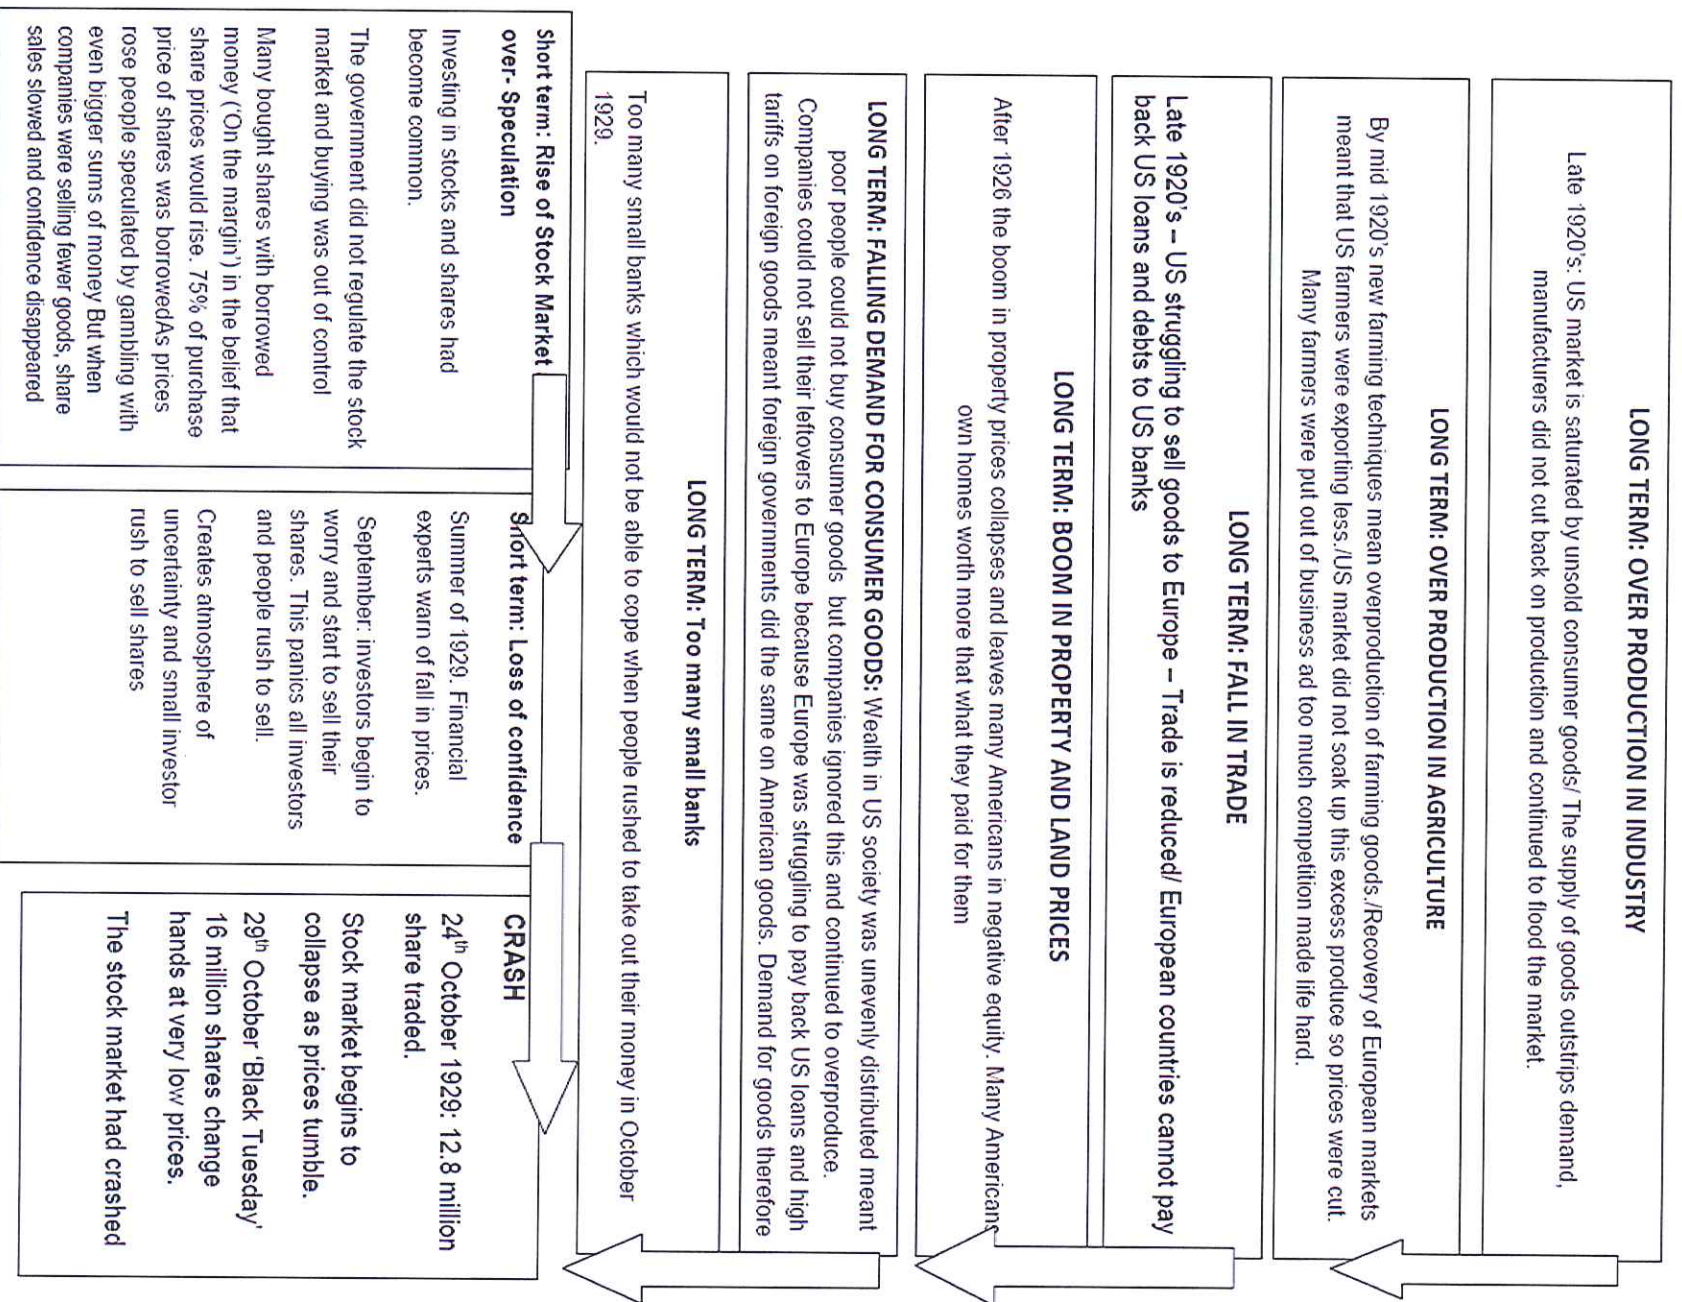 LONG TERM: OVER PRODUCTION IN INDUSTRY
Late 1920's: US market is saturated by unsold consumer goods/ The supply of goods outstrips demand,
manufacturers did not cut back on production and continued to flood the market.
LONG TERM: OVER PRODUCTION IN AGRICULTURE
By mid 1920's new farming techniques mean overproduction of farming goods./Recovery of European markets
meant that US farmers were exporting less./US market did not soak up this excess produce so prices were cut.
Many farmers were put out of business ad too much competition made life hard.
LONG TERM: FALL IN TRADE
Late 1920's – US struggling to sell goods to Europe – Trade is reduced/ European countries cannot pay
back US loans and debts to US banks
LONG TERM: BOOM IN PROPERTY AND LAND PRICES
After 1926 the boom in property prices collapses and leaves many Americans in negative equity. Many Americans
own homes worth more that what they paid for them
LONG TERM: FALLING DEMAND FOR CONSUMER GOODS: Wealth in US society was unevenly distributed meant
poor people could not buy consumer goods but companies ignored this and continued to overproduce.
Companies could not sell their leftovers to Europe because Europe was struggling to pay back US loans and high
tariffs on foreign goods meant foreign governments did the same on American goods. Demand for goods therefore
LONG TERM: Too many small banks
Too many small banks which would not be able to cope when people rushed to take out their money in October
1929.
Short term: Rise of Stock Market
over- Speculation
Investing in stocks and shares had
become common.
The government did not regulate the stock
market and buying was out of control
Many bought shares with borrowed
money ('On the margin') in the belief that
share prices would rise. 75% of purchase
price of shares was borrowedAs prices
rose people speculated by gambling with
even bigger sums of money But when
companies were selling fewer goods, share
sales slowed and confidence disappeared
Short term: Loss of confidence
Summer of 1929. Financial
experts warn of fall in prices.
September: investors begin to
worry and start to sell their
shares. This panics all investors
and people rush to sell.
Creates atmosphere of
uncertainty and small investor
rush to sell shares
CRASH
24th October 1929: 12.8 million
share traded.
Stock market begins to
collapse as prices tumble.
29th October 'Black Tuesday'
16 million shares change
hands at very low prices.
The stock market had crashed